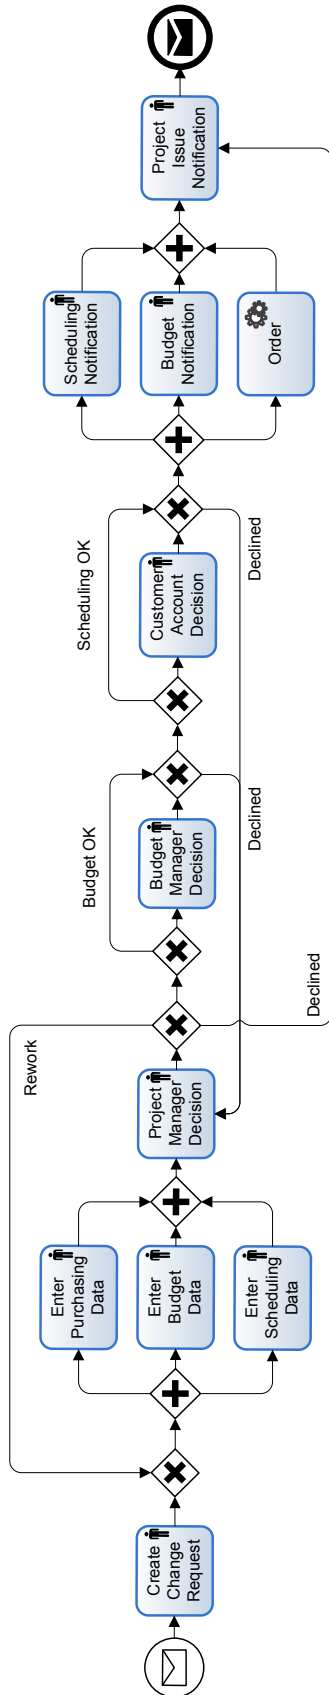 Create
Change
Request
Rework
Enter
Purchasing
Data
Enter
Budget
Data
Enter
Scheduling
Data
Project
Manager
Decision
Declined
Budget OK
Budget
Manager
Decision
Declined
Scheduling OK
Customer
Account
Decision
Declined
Scheduling
Notification
Budget
Notification
Order
Project
Issue
Notification